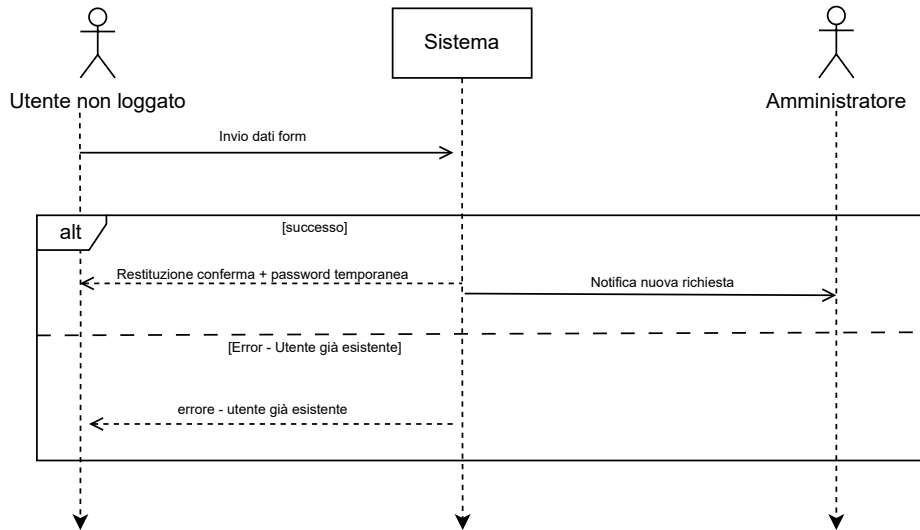 Sistema
Utente non loggato
Amministratore
Invio dati form
alt
[successo]
Restituzione conferma + password temporanea
Notifica nuova richiesta
[Error - Utente già esistente]
errore - utente già esistente